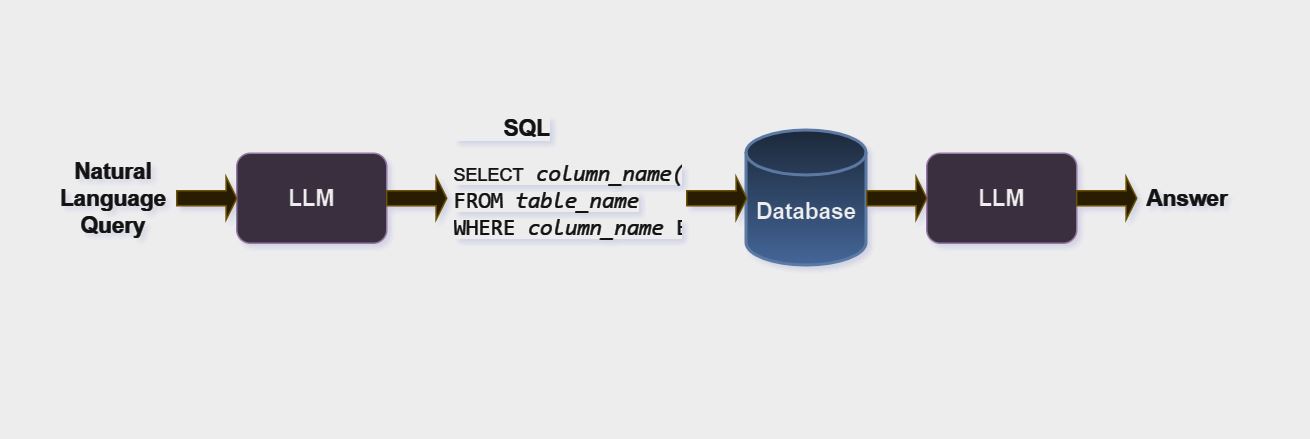 Natural
Language
Query
LLM
SQL
SELECT column_name(
FROM table_name
WHERE column_name
Database
LLM
Answer